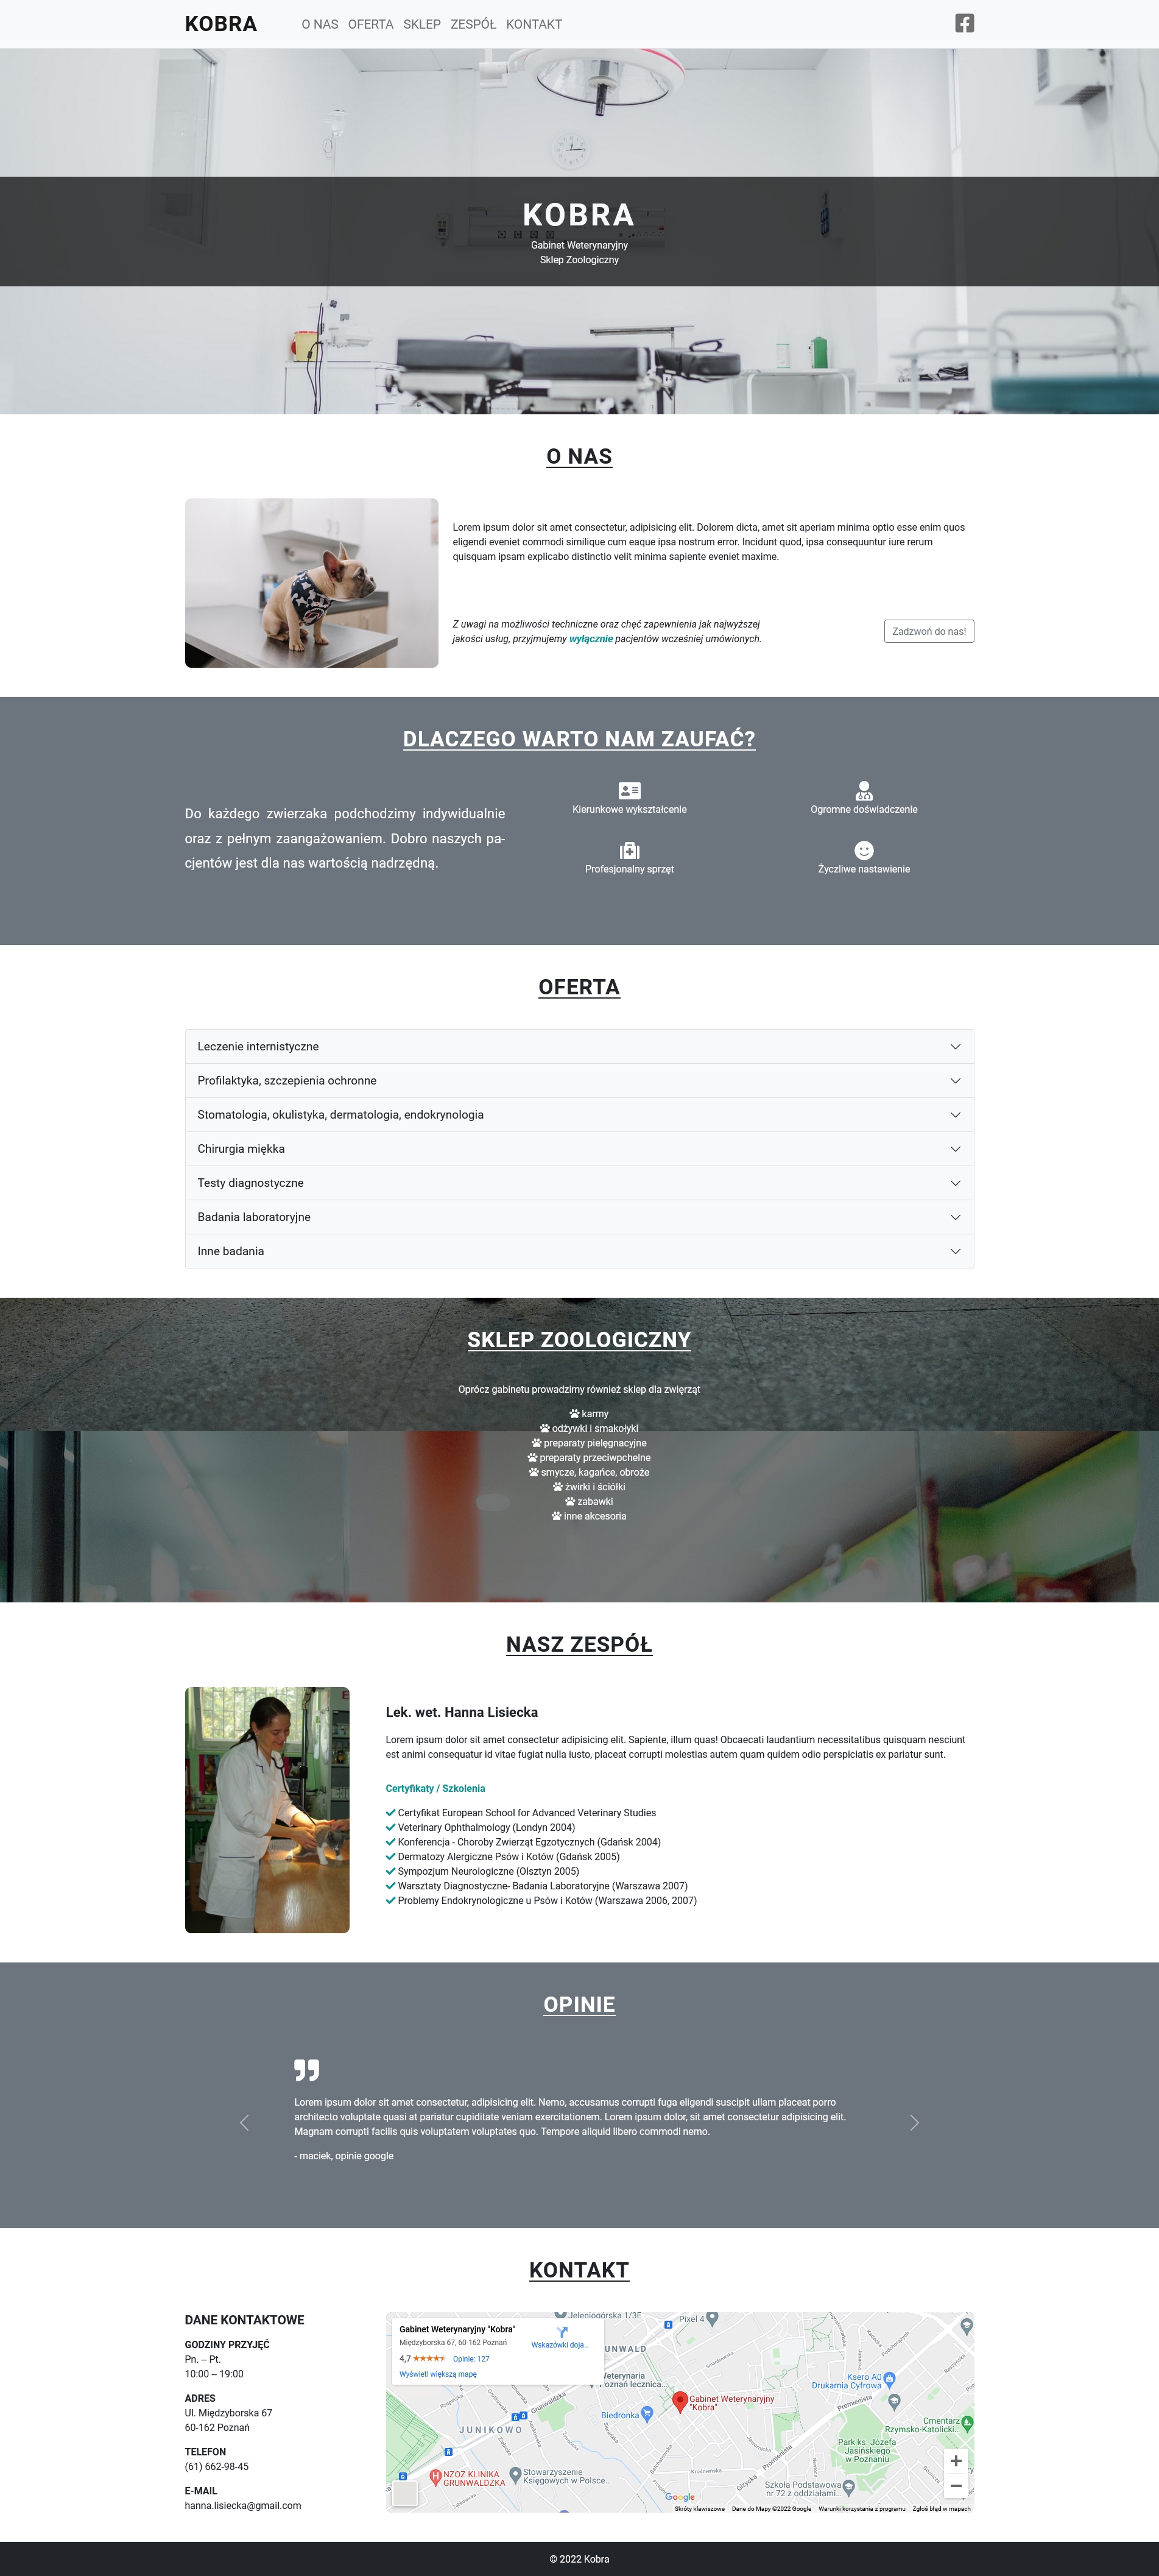 KOBRA
O NAS
OFERTA
SKLEP
ZESPÓŁ
KONTAKT
KOBRA
Gabinet Weterynaryjny
Sklep Zoologiczny
O NAS
Lorem ipsum dolor sit amet consectetur, adipisicing elit. Dolorem dicta, amet sit aperiam minima optio esse enim quos
eligendi eveniet commodi similique cum eaque ipsa nostrum error. Incidunt quod, ipsa consequuntur iure rerum
quisquam ipsam explicabo distinctio velit minima sapiente eveniet maxime.
Z uwagi na możliwości techniczne oraz chęć zapewnienia jak najwyższej
jakości usług, przyjmujemy wyłącznie pacjentów wcześniej umówionych.
Zadzwoń do nas!
DLACZEGO WARTO NAM ZAUFAĆ?
Do każdego zwierzaka podchodzimy indywidualnie
oraz z pełnym zaangażowaniem. Dobro naszych pa-
cjentów jest dla nas wartością nadrzędną.
Kierunkowe wykształcenie
Ogromne doświadczenie
Profesjonalny sprzęt
Życzliwe nastawienie
OFERTA
Leczenie internistyczne
Profilaktyka, szczepienia ochronne
Stomatologia, okulistyka, dermatologia, endokrynologia
Chirurgia miękka
Testy diagnostyczne
Badania laboratoryjne
Inne badania
SKLEP ZOOLOGICZNY
Oprócz gabinetu prowadzimy również sklep dla zwięrząt
karmy
odżywki i smakołyki
preparaty pielęgnacyjne
preparaty przeciwpchelne
smycze, kagańce, obroże
żwirki i ściółki
zabawki
inne akcesoria
NASZ ZESPÓŁ
Lek. wet. Hanna Lisiecka
Lorem ipsum dolor sit amet consectetur adipisicing elit. Sapiente, illum quas! Obcaecati laudantium necessitatibus quisquam nesciunt
est animi consequatur id vitae fugiat nulla iusto, placeat corrupti molestias autem quam quidem odio perspiciatis ex pariatur sunt.
Certyfikaty / Szkolenia
Certyfikat European School for Advanced Veterinary Studies
Veterinary Ophthalmology (Londyn 2004)
Konferencja - Choroby Zwierząt Egzotycznych (Gdańsk 2004)
Dermatozy Alergiczne Psów i Kotów (Gdańsk 2005)
Sympozjum Neurologiczne (Olsztyn 2005)
Warsztaty Diagnostyczne- Badania Laboratoryjne (Warszawa 2007)
Problemy Endokrynologiczne u Psów i Kotów (Warszawa 2006, 2007)
OPINIE
Lorem ipsum dolor sit amet consectetur, adipisicing elit. Nemo, accusamus corrupti fuga eligendi suscipit ullam placeat porro
architecto voluptate quasi at pariatur cupiditate veniam exercitationem. Lorem ipsum dolor, sit amet consectetur adipisicing elit.
Magnam corrupti facilis quis voluptatem voluptates quo. Tempore aliquid libero commodi nemo.
- maciek, opinie google
KONTAKT
DANE KONTAKTOWE
GODZINY PRZYJĘĆ
Pn. – Pt.
10:00 – 19:00
ADRES
Ul. Międzyborska 67
60-162 Poznań
TELEFON
(61) 662-98-45
E-MAIL
hanna.lisiecka@gmail.com
Gabinet Weterynaryjny "Kobra"
Międzyborska 67, 60-162 Poznań
4,7
Opinie: 127
Wyświetl większą mapę
Wskazówki doja...
Jeleniogórska 1/3E
Pixel 4
UNWALD
Weterynaria
Poznań lecznica...
Ksero A0
Drukarnia Cyfrowa
Gabinet Weterynaryjny
"Kobra"
Biedronka
JUNIKOWO
Grunwaldzka
Promienista
Cmentarz
Rzymsko-Katolicki...
Park ks. Józefa
Jasińskiego
w Poznaniu
NZOZ KLINIKA
GRUNWALDZKA
Stowarzyszenie
Księgowych w Polsce...
Szkoła Podstawowa
nr 72 z oddziałami...
Giżycka
Promienista
Google
Skróty klawiszowe
Dane do Mapy ©2022 Google
Warunki korzystania z programu
Zgłoś błąd w mapach
© 2022 Kobra